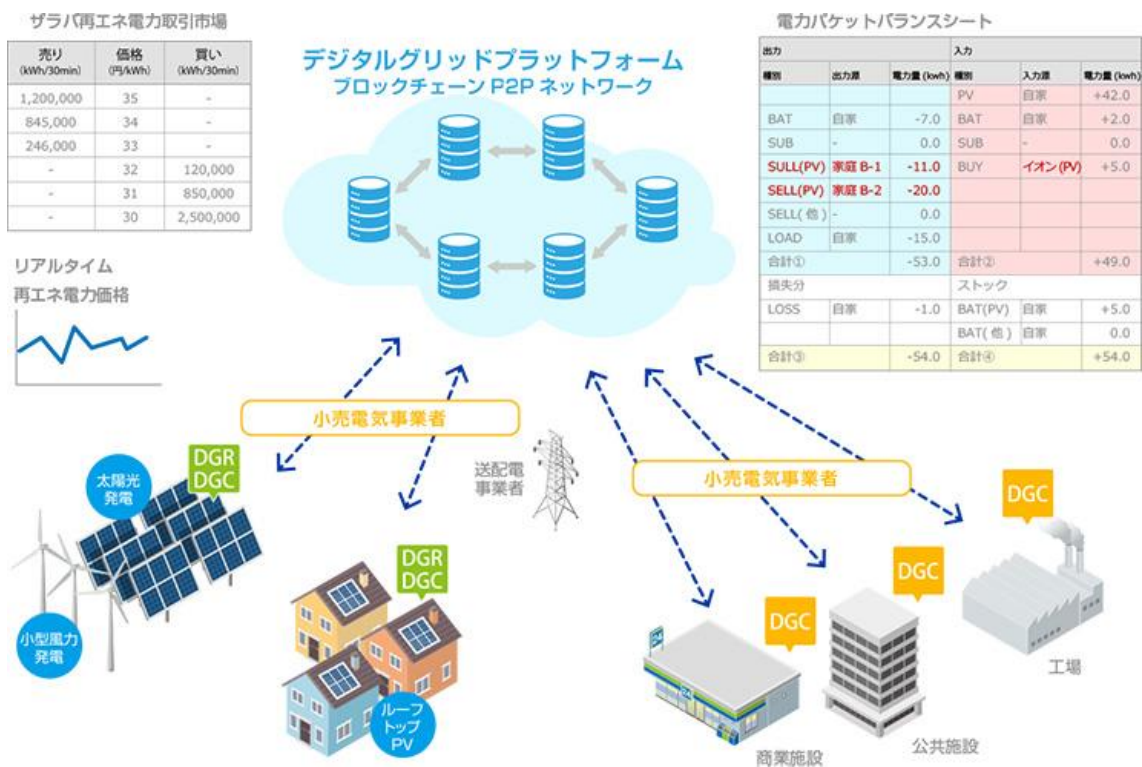 ザラバ再エネ電力取引市場
売り 価格 買い
(kWh/30min) (円/kWh) (kWh/30min)
1,200,000 35 -
845,000 34 -
246,000 33 -
- 32 120,000
- 31 850,000
- 30 2,500,000
リアルタイム
再エネ電力価格
デジタルグリッドプラットフォーム
ブロックチェーン P2P ネットワーク
電力パケットバランスシート
出力 入力
種別 出力源 電力量 (kwh) 種別 入力源 電力量 (kwh)
PV 自家 +42.0
BAT 自家 -7.0 BAT 自家 +2.0
SUB - 0.0 SUB - 0.0
SULL(PV) 家庭 B-1 -11.0 BUY イオン (PV) +5.0
SELL(PV) 家庭 B-2 -20.0
SELL( 他 ) - 0.0
LOAD 自家 -15.0
合計① -53.0 合計② +49.0
損失分 ストック
LOSS 自家 -1.0 BAT(PV) 自家 +5.0
BAT( 他 ) 自家 0.0
合計③ -54.0 合計④ +54.0
小売電気事業者
小売電気事業者
送配電
事業者
太陽光
発電
DGR
DGC
小型風力
発電
DGR
DGC
ルーフ
トップ
PV
DGC
商業施設
DGC
公共施設
DGC
工場
24
24